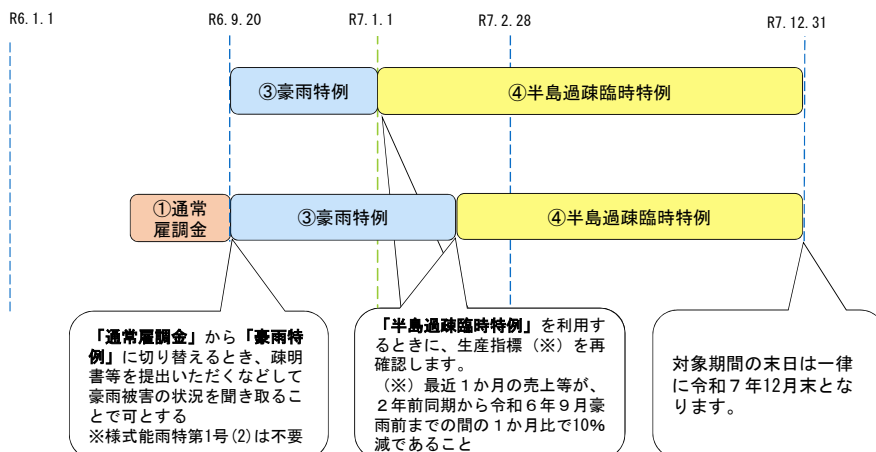 R6.1.1
R6.9.20
R7.1.1
R7.2.28
R7.12.31
③豪雨特例
④半島過疎臨時特例
①通常
雇調金
③豪雨特例
④半島過疎臨時特例
「通常雇調金」から「豪雨特
例」に切り替えるとき、疎明
書等を提出いただくなどして
豪雨被害の状況を聞き取るこ
とで可とする
※様式能雨特第1号(2)は不要
「半島過疎臨時特例」を利用す
るときに、生産指標（※）を再
確認します。
（※）最近１か月の売上等が、
２年前同期から令和６年９月豪
雨前までの間の１か月比で10%
減であること
対象期間の末日は一律
に令和７年12月末とな
ります。